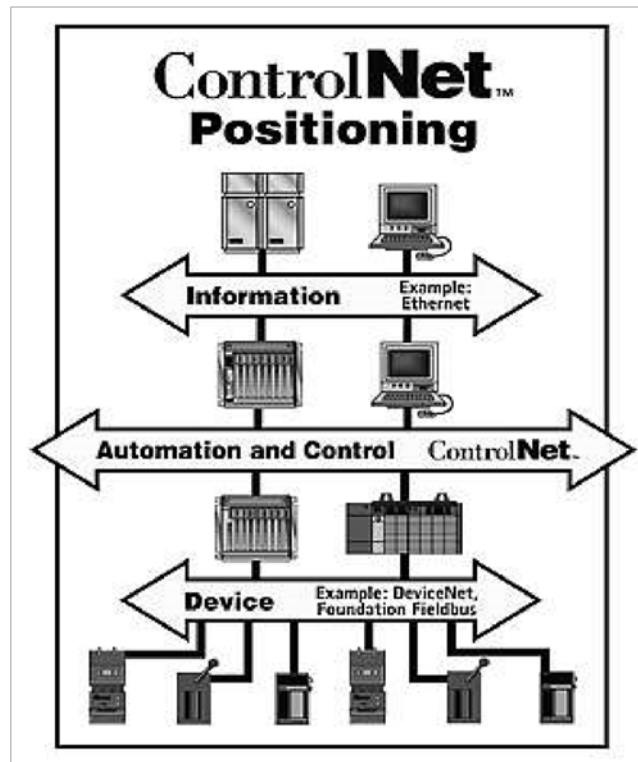 ControlNet™
Positioning
Information
Example:
Ethernet
Automation and Control
ControlNet™
Device
Example: DeviceNet,
Foundation Fieldbus